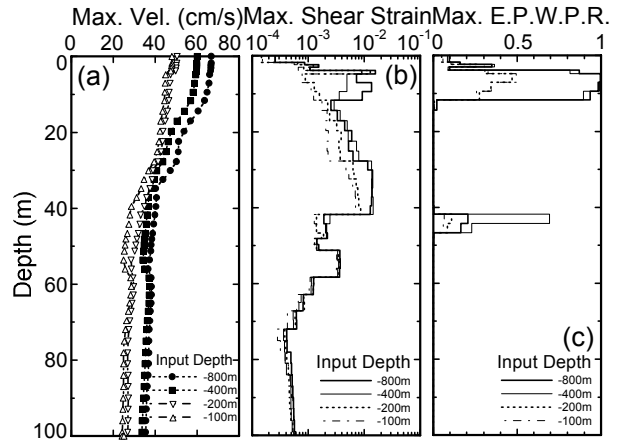 Max. Vel. (cm/s)
0 20 40 60 80
(a)
0
20
40
60
80
100
Depth (m)
Input Depth
-800m
-400m
-200m
-100m
Max. Shear Strain
10-4 10-3 10-2 10-1
(b)
Input Depth
-800m
-400m
-200m
-100m
Max. E.P.W.P.R.
0 0.5 1
(c)
Input Depth
-800m
-400m
-200m
-100m